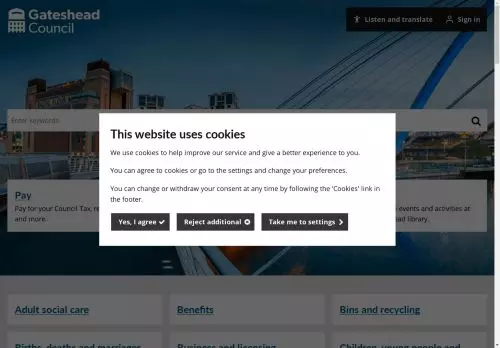 Gateshead
Council
Listen and translate
Sign in
Enter keywords
This website uses cookies
We use cookies to help improve our service and give a better experience to you.
You can agree to cookies or go to the settings and change your preferences.
You can change or withdraw your consent at any time by following the 'Cookies' link in
the footer.
Yes, I agree
Reject additional
Take me to settings
Pay
Pay for your Council Tax, re
events and activities at
and more.
ead library.
Adult social care
Benefits
Bins and recycling
Births, deaths and marriages
Business and licensing
Children, young people and